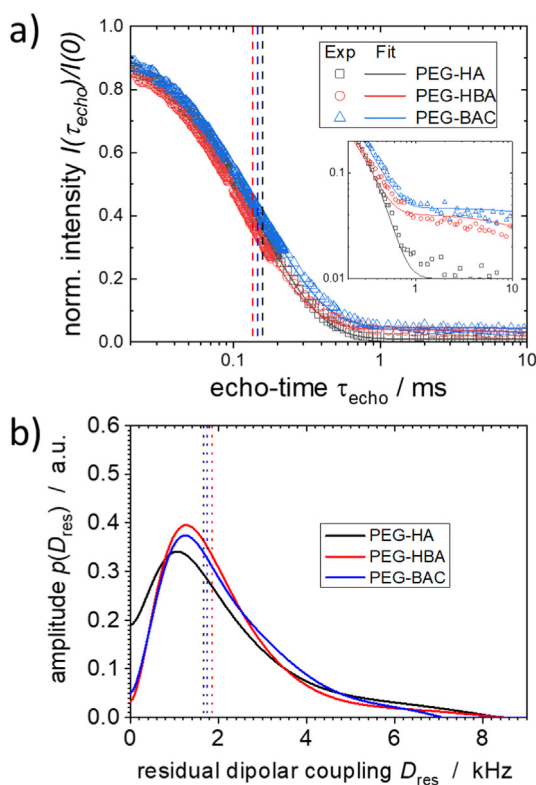 a)
norm. intensity I(τecho)/I(0)
1.0
0.8
0.6
0.4
0.2
0.0
Exp Fit
PEG-HA
PEG-HBA
PEG-BAC
0.1
0.01
1
10
0.1
1
10
echo-time τecho / ms
b)
amplitude p(Dres) / a.u.
0.6
0.5
0.4
0.3
0.2
0.1
0.0
PEG-HA
PEG-HBA
PEG-BAC
0
2
4
6
8
residual dipolar coupling Dres / kHz